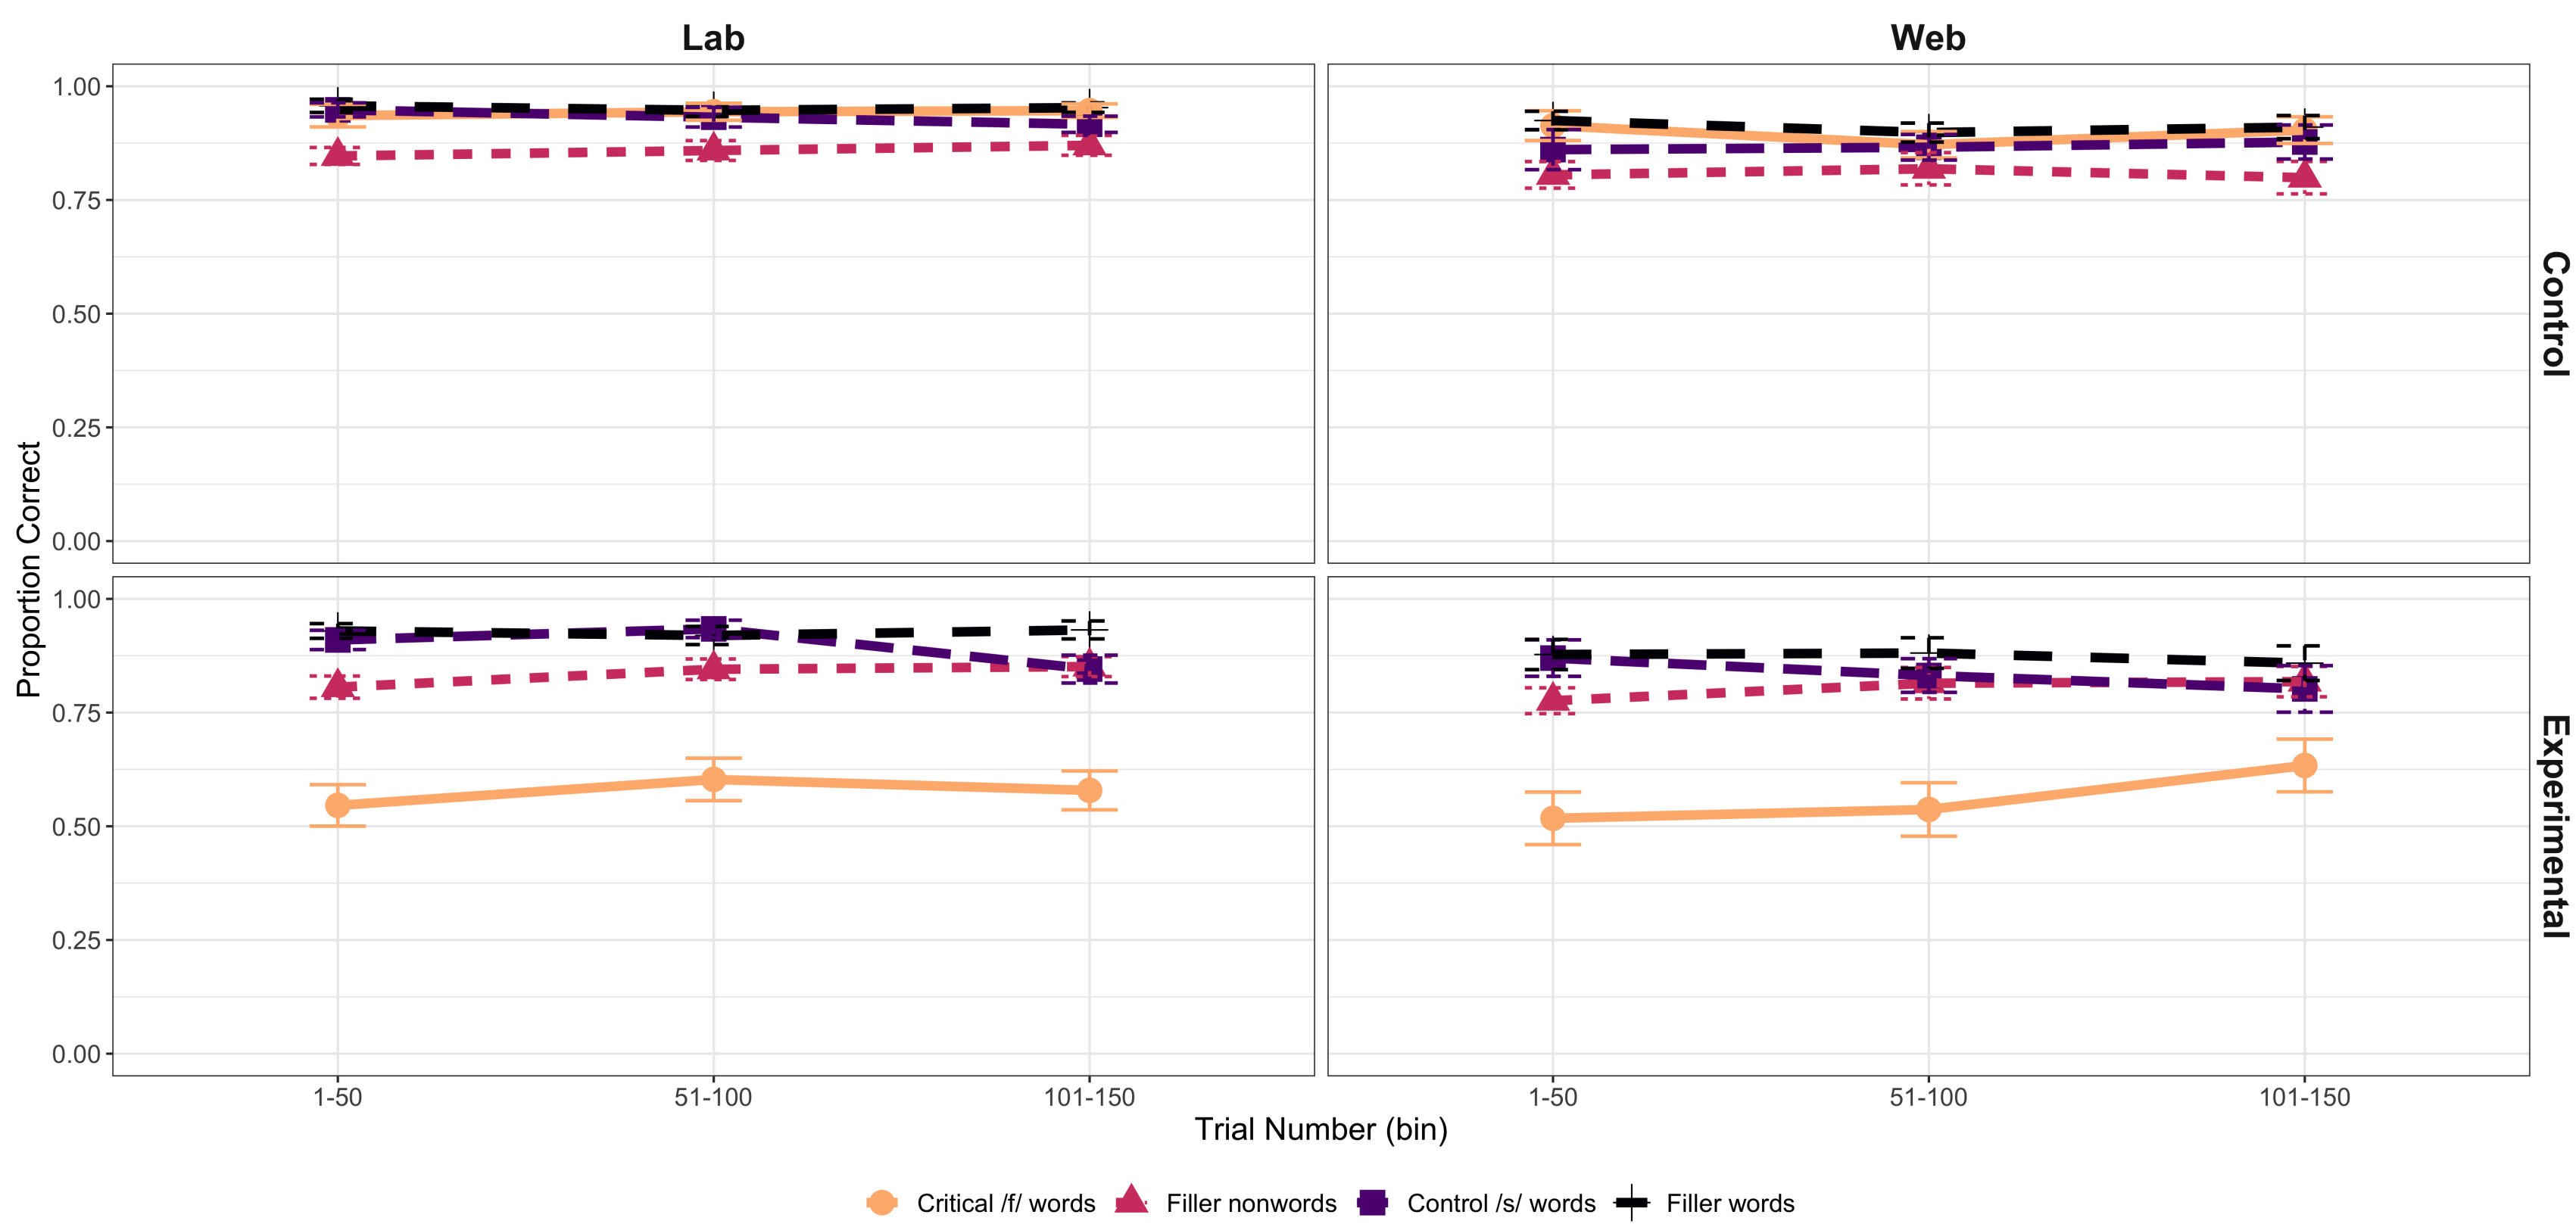 Lab
Web
1.00
0.75
0.50
0.25
0.00
Control
Proportion Correct
1.00
0.75
0.50
0.25
0.00
Experimental
1-50 51-100 101-150 1-50 51-100 101-150
Trial Number (bin)
Critical /f/ words Filler nonwords Control /s/ words Filler words